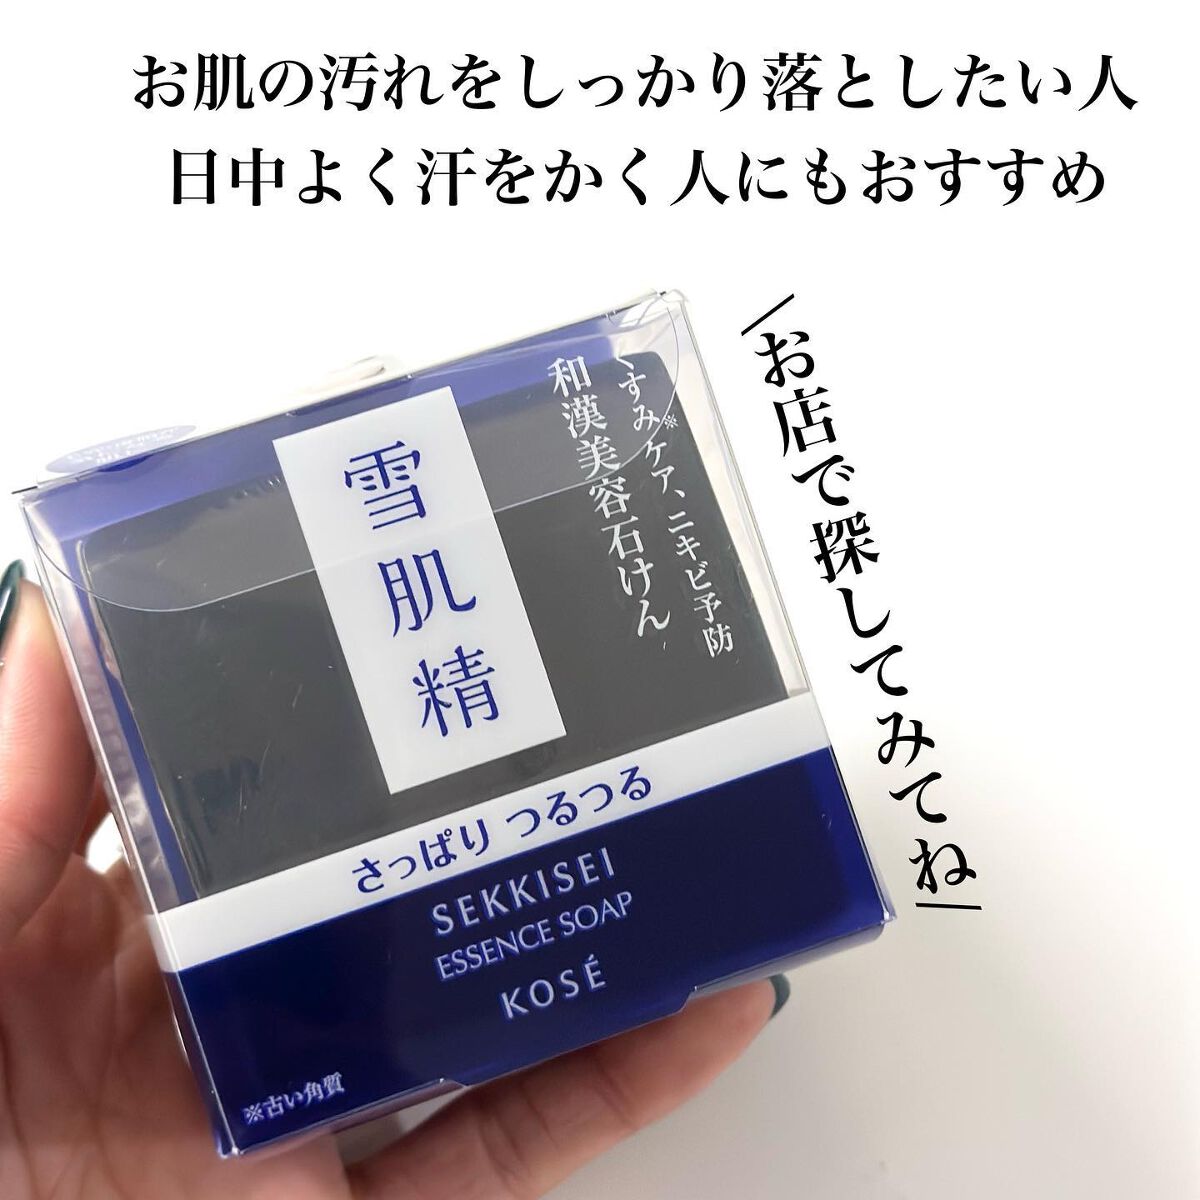 お肌の汚れをしっかり落としたい人
日中よく汗をかく人にもおすすめ
お店で探してみてね
くすみ※ケア、ニキビ予防
和漢美容石けん
雪肌精
さっぱり つるつる
SEKKISEI
ESSENCE SOAP
KOSÉ
※古い角質